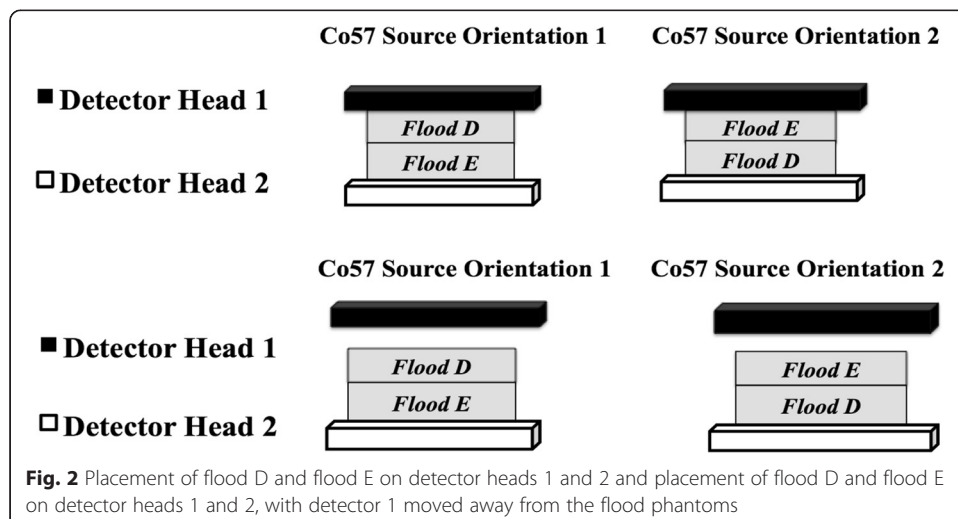 Co57 Source Orientation 1 Co57 Source Orientation 2
Detector Head 1
Flood D Flood E
Flood E Flood D
Detector Head 2
Co57 Source Orientation 1 Co57 Source Orientation 2
Detector Head 1
Flood D Flood E
Flood E Flood D
Detector Head 2
Fig. 2 Placement of flood D and flood E on detector heads 1 and 2 and placement of flood D and flood E
on detector heads 1 and 2, with detector 1 moved away from the flood phantoms